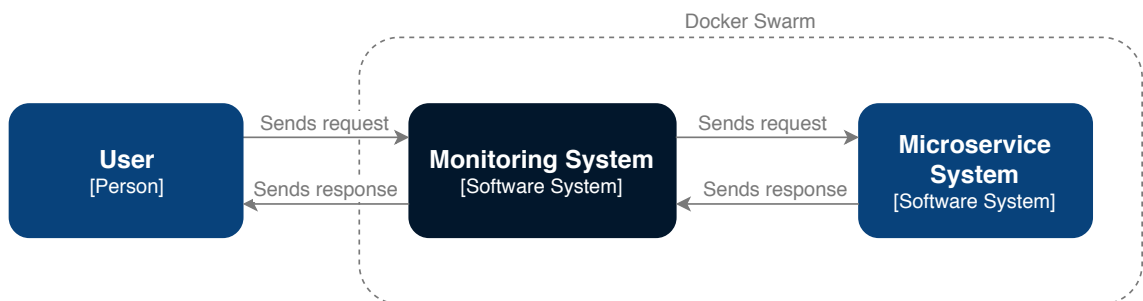 Docker Swarm
Sends request
Sends request
User
[Person]
Monitoring System
[Software System]
Microservice
System
[Software System]
Sends response
Sends response